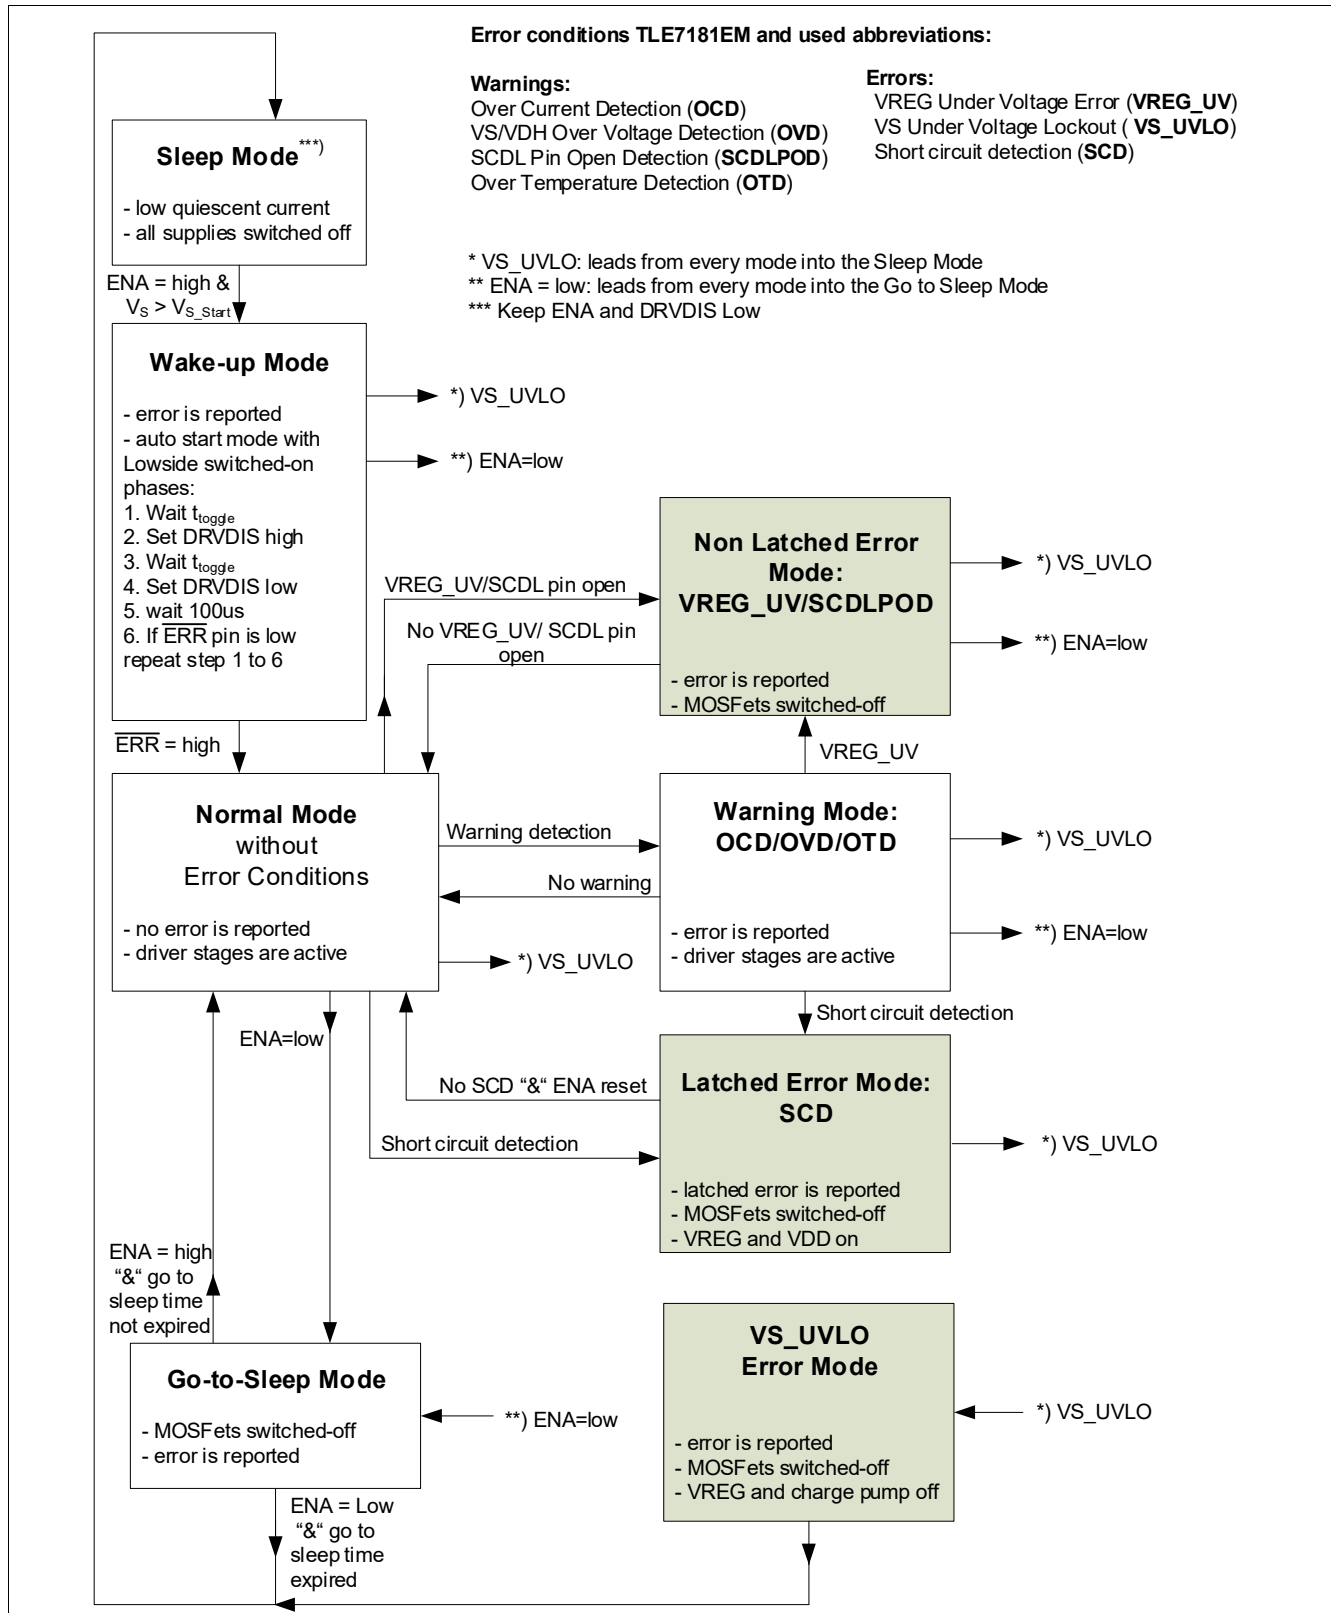 Error conditions TLE7181EM and used abbreviations:
Warnings:
Over Current Detection (OCD)
VS/VDH Over Voltage Detection (OVD)
SCDL Pin Open Detection (SCDLPOD)
Over Temperature Detection (OTD)
Errors:
VREG Under Voltage Error (VREG_UV)
VS Under Voltage Lockout ( VS_UVLO)
Short circuit detection (SCD)
* VS_UVLO: leads from every mode into the Sleep Mode
** ENA = low: leads from every mode into the Go to Sleep Mode
*** Keep ENA and DRVDIS Low
Sleep Mode***)
- low quiescent current
- all supplies switched off
ENA = high &
VS > VS_Start
Wake-up Mode
- error is reported
- auto start mode with
Lowside switched-on
phases:
1. Wait ttoggle
2. Set DRVDIS high
3. Wait ttoggle
4. Set DRVDIS low
5. wait 100us
6. If ERR pin is low
repeat step 1 to 6
*) VS_UVLO
**) ENA=low
ERR = high
VREG_UV/SCDL pin open
No VREG_UV/ SCDL pin
open
Non Latched Error
Mode:
VREG_UV/SCDLPOD
- error is reported
- MOSFets switched-off
*) VS_UVLO
**) ENA=low
VREG_UV
Normal Mode
without
Error Conditions
- no error is reported
- driver stages are active
Warning detection
No warning
*) VS_UVLO
Warning Mode:
OCD/OVD/OTD
- error is reported
- driver stages are active
*) VS_UVLO
**) ENA=low
Short circuit detection
ENA=low
No SCD “&“ ENA reset
Short circuit detection
Latched Error Mode:
SCD
- latched error is reported
- MOSFets switched-off
- VREG and VDD on
*) VS_UVLO
ENA = high
“&“ go to
sleep time
not expired
Go-to-Sleep Mode
- MOSFets switched-off
- error is reported
**) ENA=low
ENA = Low
“&“ go to
sleep time
expired
VS_UVLO
Error Mode
- error is reported
- MOSFets switched-off
- VREG and charge pump off
*) VS_UVLO